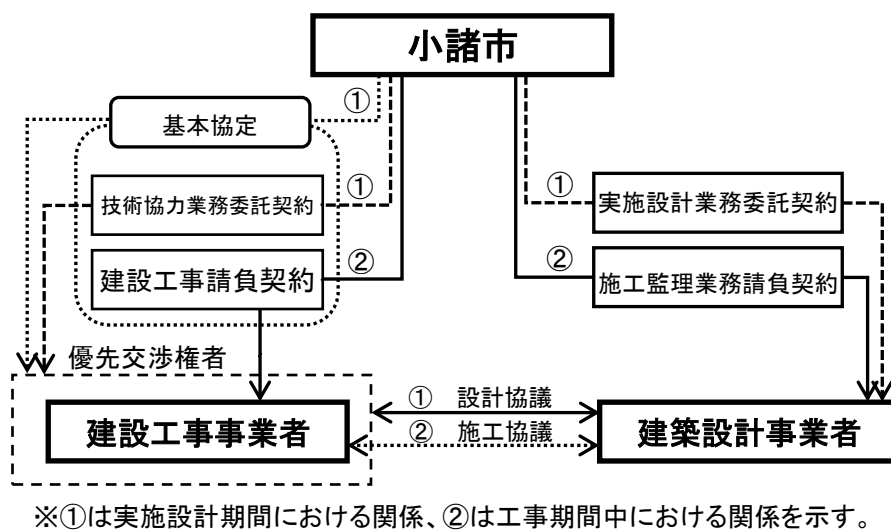 小諸市
①
基本協定
①
技術協力業務委託契約
②
建設工事請負契約
①
実施設計業務委託契約
②
施工監理業務請負契約
優先交渉権者
建設工事事業者
① 設計協議
② 施工協議
建築設計事業者
※①は実施設計期間における関係、②は工事期間中における関係を示す。